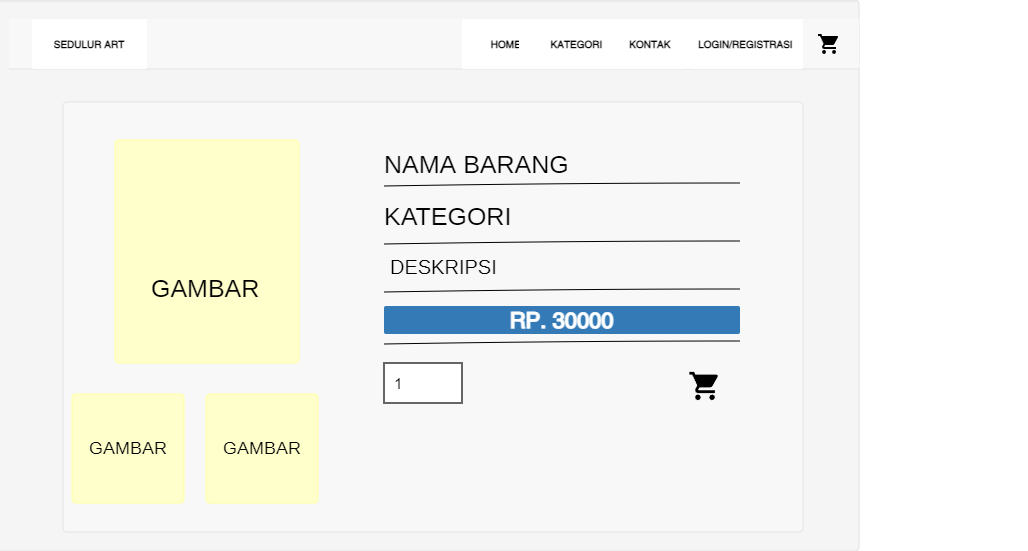 SEDULUR ART
HOME KATEGORI KONTAK LOGIN/REGISTRASI
NAMA BARANG
KATEGORI
DESKRIPSI
RP. 30000
1
GAMBAR
GAMBAR GAMBAR